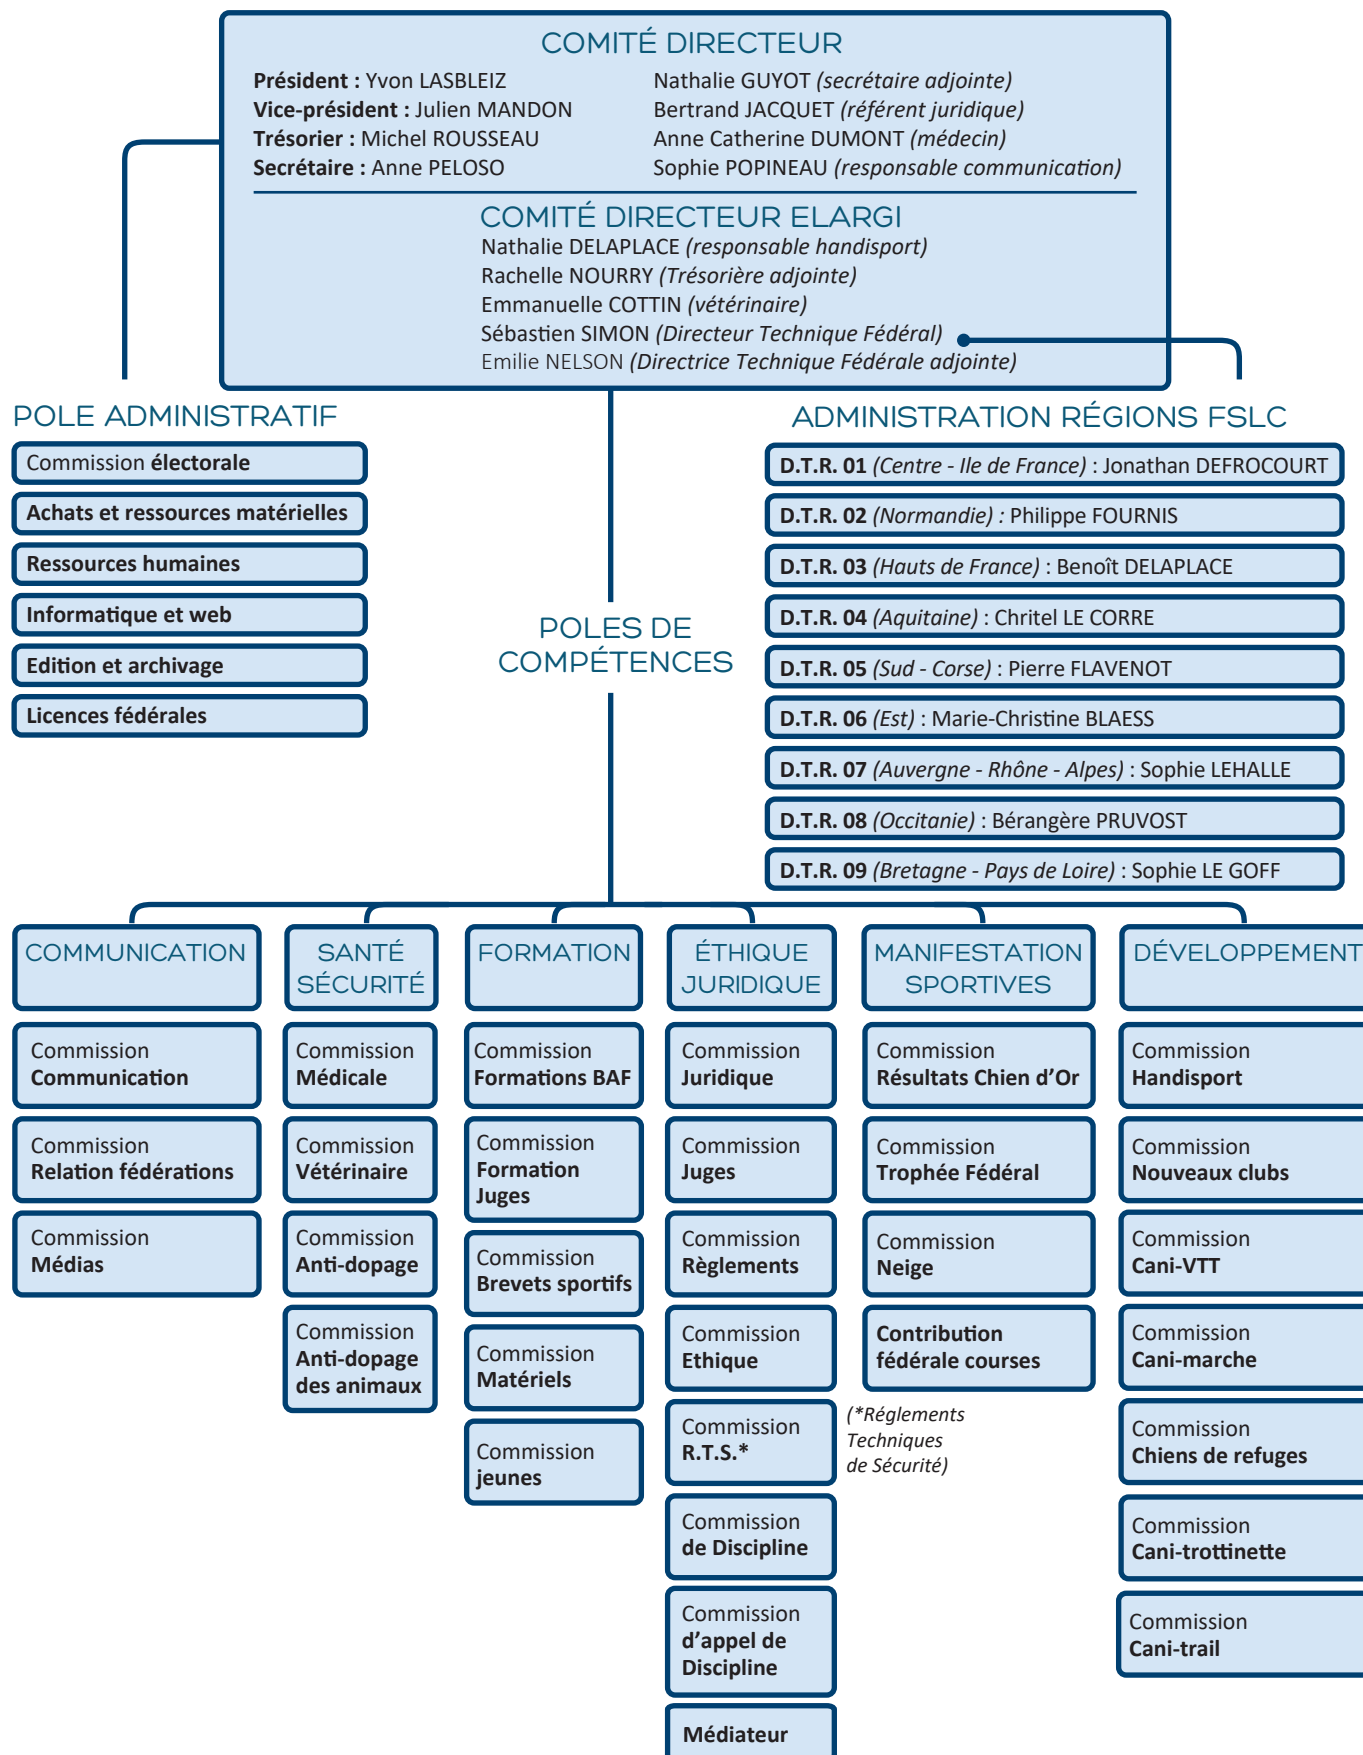 COMITÉ DIRECTEUR
Président : Yvon LASBLEIZ
Vice-président : Julien MANDON
Trésorier : Michel ROUSSEAU
Secrétaire : Anne PELOSO
Nathalie GUYOT (secrétaire adjointe)
Bertrand JACQUET (référent juridique)
Anne Catherine DUMONT (médecin)
Sophie POPINEAU (responsable communication)
COMITÉ DIRECTEUR ELARGI
Nathalie DELAPLACE (responsable handisport)
Rachelle NOURRY (Trésorière adjointe)
Emmanuelle COTTIN (vétérinaire)
Sébastien SIMON (Directeur Technique Fédéral)
Emilie NELSON (Directrice Technique Fédérale adjointe)
POLE ADMINISTRATIF
Commission électorale
Achats et ressources matérielles
Ressources humaines
Informatique et web
Edition et archivage
Licences fédérales
POLES DE
COMPÉTENCES
ADMINISTRATION RÉGIONS FSLC
D.T.R. 01 (Centre - Ile de France) : Jonathan DEFROCOURT
D.T.R. 02 (Normandie) : Philippe FOURNIS
D.T.R. 03 (Hauts de France) : Benoît DELAPLACE
D.T.R. 04 (Aquitaine) : Chritel LE CORRE
D.T.R. 05 (Sud - Corse) : Pierre FLAVENOT
D.T.R. 06 (Est) : Marie-Christine BLAESS
D.T.R. 07 (Auvergne - Rhône - Alpes) : Sophie LEHALLE
D.T.R. 08 (Occitanie) : Bérangère PRUVOST
D.T.R. 09 (Bretagne - Pays de Loire) : Sophie LE GOFF
COMMUNICATION
Commission
Communication
Commission
Relation fédérations
Commission
Médias
SANTÉ
SÉCURITÉ
Commission
Médicale
Commission
Vétérinaire
Commission
Anti-dopage
Commission
Anti-dopage
des animaux
FORMATION
Commission
Formations BAF
Commission
Formation
Juges
Commission
Brevets sportifs
Commission
Matériels
Commission
jeunes
ÉTHIQUE
JURIDIQUE
Commission
Juridique
Commission
Juges
Commission
Règlements
Commission
Ethique
Commission
R.T.S.*
Commission
de Discipline
Commission
d'appel de
Discipline
Médiateur
MANIFESTATION
SPORTIVES
Commission
Résultats Chien d'Or
Commission
Trophée Fédéral
Commission
Neige
Contribution
fédérale courses
(*Réglements
Techniques
de Sécurité)
DÉVELOPPEMENT
Commission
Handisport
Commission
Nouveaux clubs
Commission
Cani-VTT
Commission
Cani-marche
Commission
Chiens de refuges
Commission
Cani-trottinette
Commission
Cani-trail